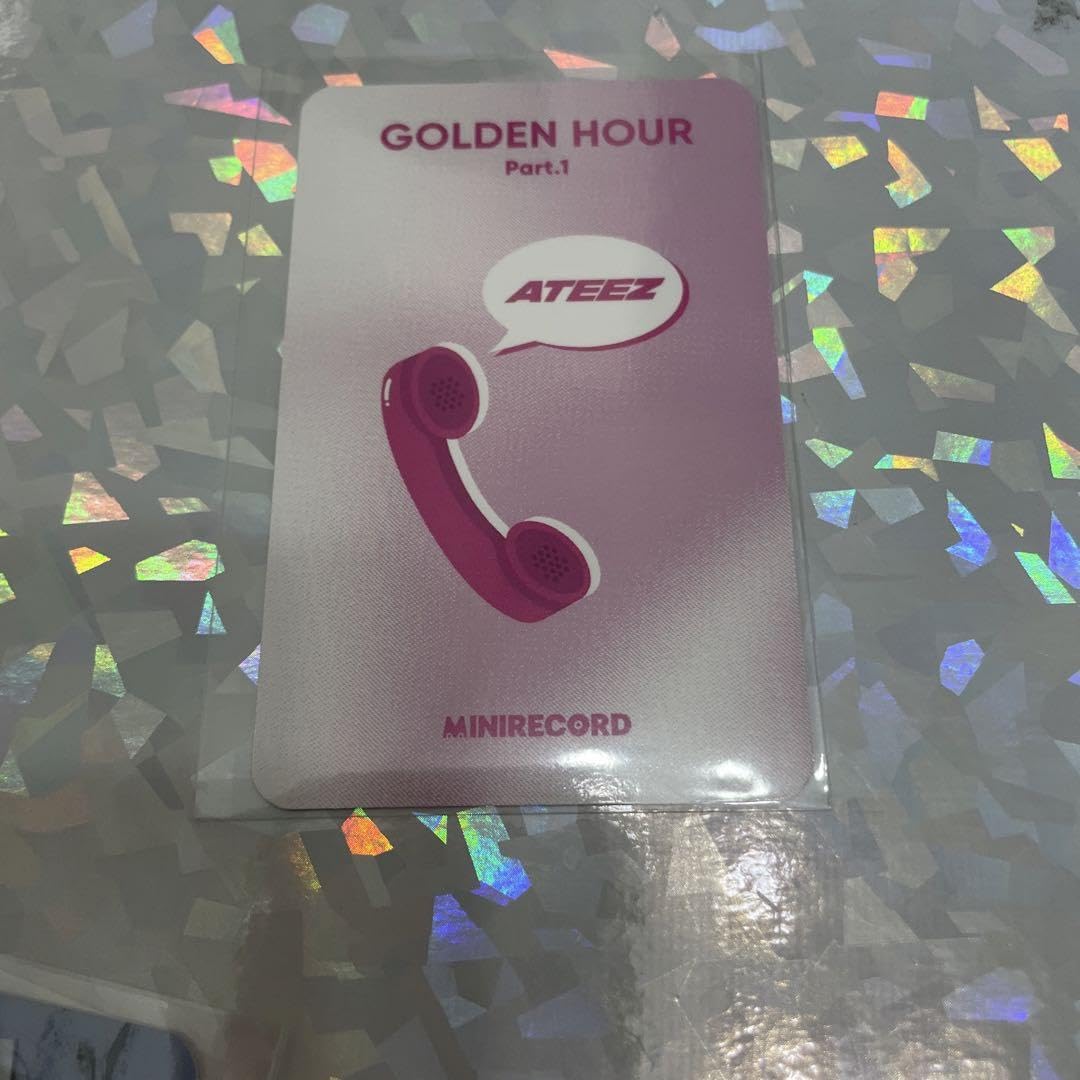 GOLDEN HOUR
Part.1
ATEEZ
MINIRECORD